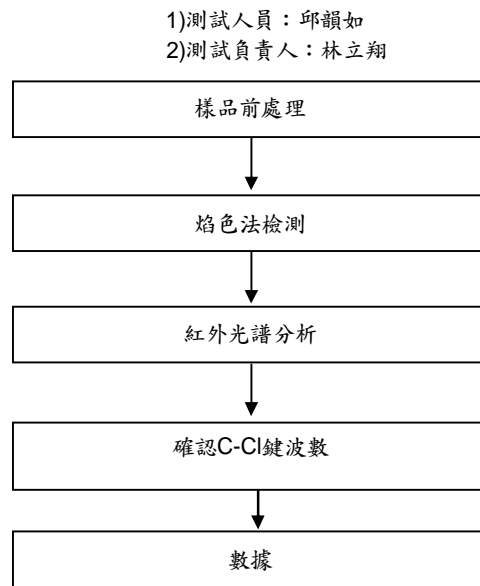 1)測試人員：邱韻如
2)測試負責人：林立翔
樣品前處理
焰色法檢測
紅外光譜分析
確認C-Cl鍵波數
數據